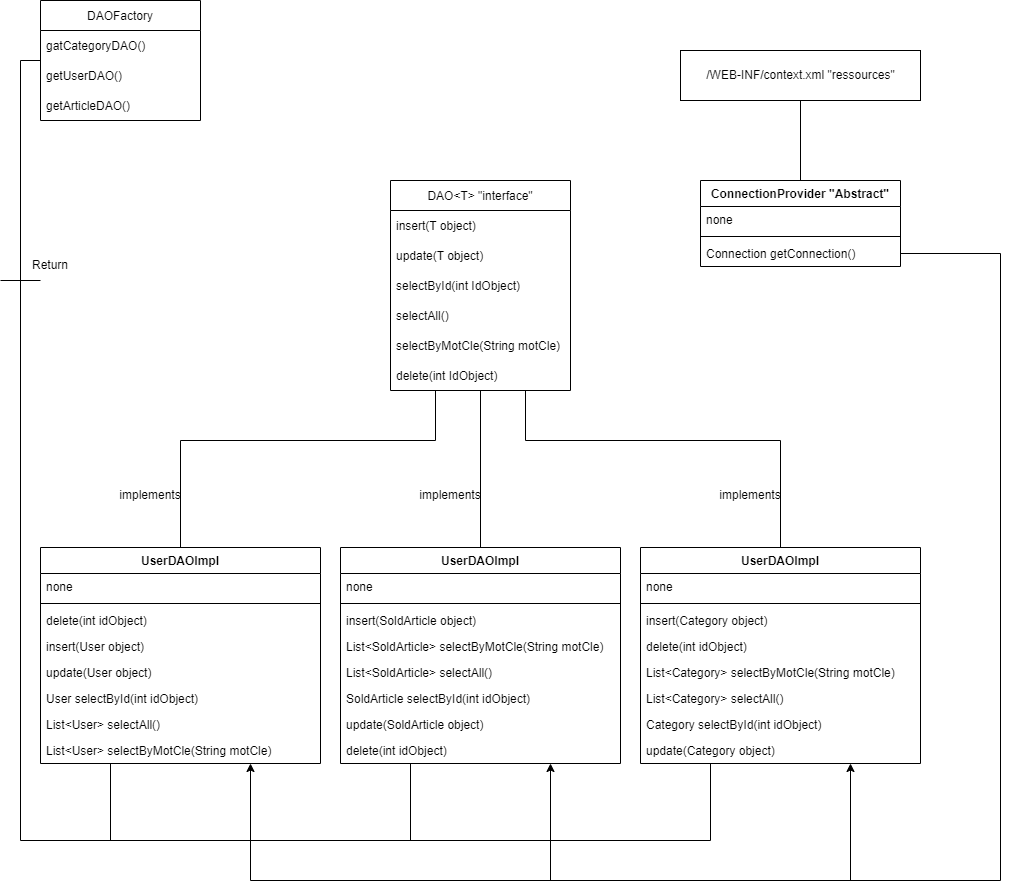 DAOFactory
gatCategoryDAO()
getUserDAO()
getArticleDAO()
/WEB-INF/context.xml "ressources"
DAO<T> "interface"
insert(T object)
update(T object)
selectById(int IdObject)
selectAll()
selectByMotCle(String motCle)
delete(int IdObject)
ConnectionProvider "Abstract"
none
Connection getConnection()
Return
implements
implements
implements
UserDAOImpl
none
delete(int idObject)
insert(User object)
update(User object)
User selectById(int idObject)
List<User> selectAll()
List<User> selectByMotCle(String motCle)
UserDAOImpl
none
insert(SoldArticle object)
List<SoldArticle> selectByMotCle(String motCle)
List<SoldArticle> selectAll()
SoldArticle selectById(int idObject)
update(SoldArticle object)
delete(int idObject)
UserDAOImpl
none
insert(Category object)
delete(int idObject)
List<Category> selectByMotCle(String motCle)
List<Category> selectAll()
Category selectById(int idObject)
update(Category object)